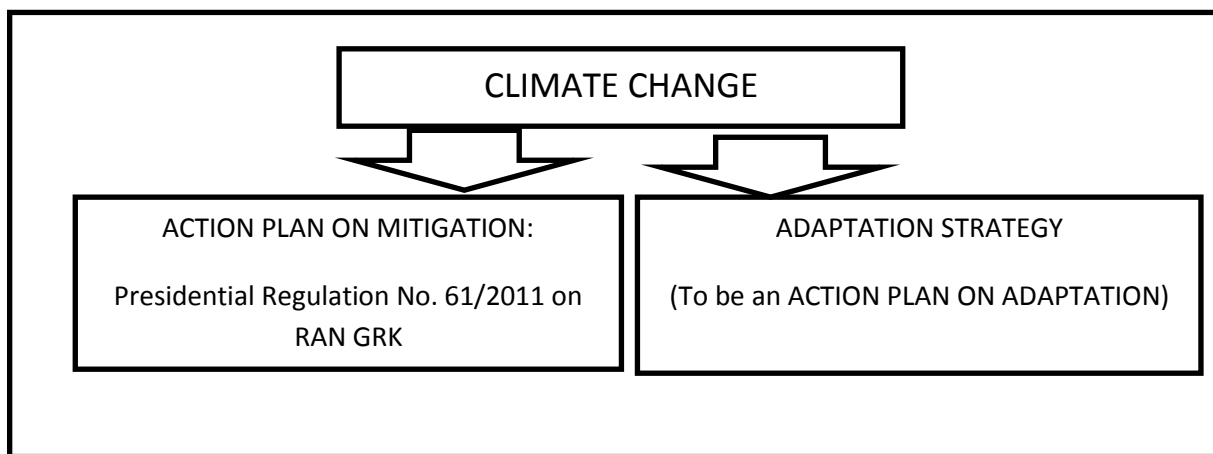 CLIMATE CHANGE
ACTION PLAN ON MITIGATION:
Presidential Regulation No. 61/2011 on
RAN GRK
ADAPTATION STRATEGY
(To be an ACTION PLAN ON ADAPTATION)